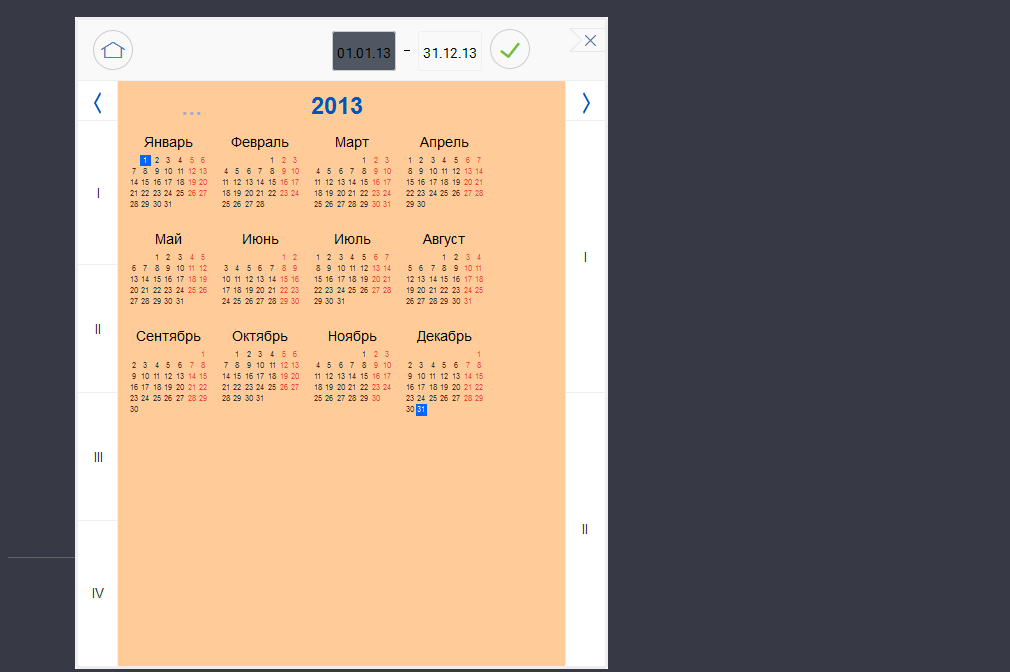 01.01.13 – 31.12.13
2013
Январь Февраль Март Апрель
1 2 3 4 5 6 1 2 3 1 2 3 1 2 3 4 5 6 7
7 8 9 10 11 12 13 4 5 6 7 8 9 10 4 5 6 7 8 9 10 8 9 10 11 12 13 14
14 15 16 17 18 19 20 11 12 13 14 15 16 17 11 12 13 14 15 16 17 15 16 17 18 19 20 21
21 22 23 24 25 26 27 18 19 20 21 22 23 24 18 19 20 21 22 23 24 22 23 24 25 26 27 28
28 29 30 31 25 26 27 28 25 26 27 28 29 30 31 29 30
Май Июнь Июль Август
1 2 3 4 5 1 2 1 2 3 4 5 6 7 1 2 3 4
6 7 8 9 10 11 12 3 4 5 6 7 8 9 8 9 10 11 12 13 14 5 6 7 8 9 10 11
13 14 15 16 17 18 19 10 11 12 13 14 15 16 15 16 17 18 19 20 21 12 13 14 15 16 17 18
20 21 22 23 24 25 26 17 18 19 20 21 22 23 22 23 24 25 26 27 28 19 20 21 22 23 24 25
27 28 29 30 31 24 25 26 27 28 29 30 29 30 31 26 27 28 29 30 31
Сентябрь Октябрь Ноябрь Декабрь
1 1 2 3 4 5 6 1 2 3 1
2 3 4 5 6 7 8 7 8 9 10 11 12 13 4 5 6 7 8 9 10 2 3 4 5 6 7 8
9 10 11 12 13 14 15 14 15 16 17 18 19 20 11 12 13 14 15 16 17 9 10 11 12 13 14 15
16 17 18 19 20 21 22 21 22 23 24 25 26 27 18 19 20 21 22 23 24 16 17 18 19 20 21 22
23 24 25 26 27 28 29 28 29 30 31 25 26 27 28 29 30 23 24 25 26 27 28 29
30 30 31
I
II
III
IV
I
II